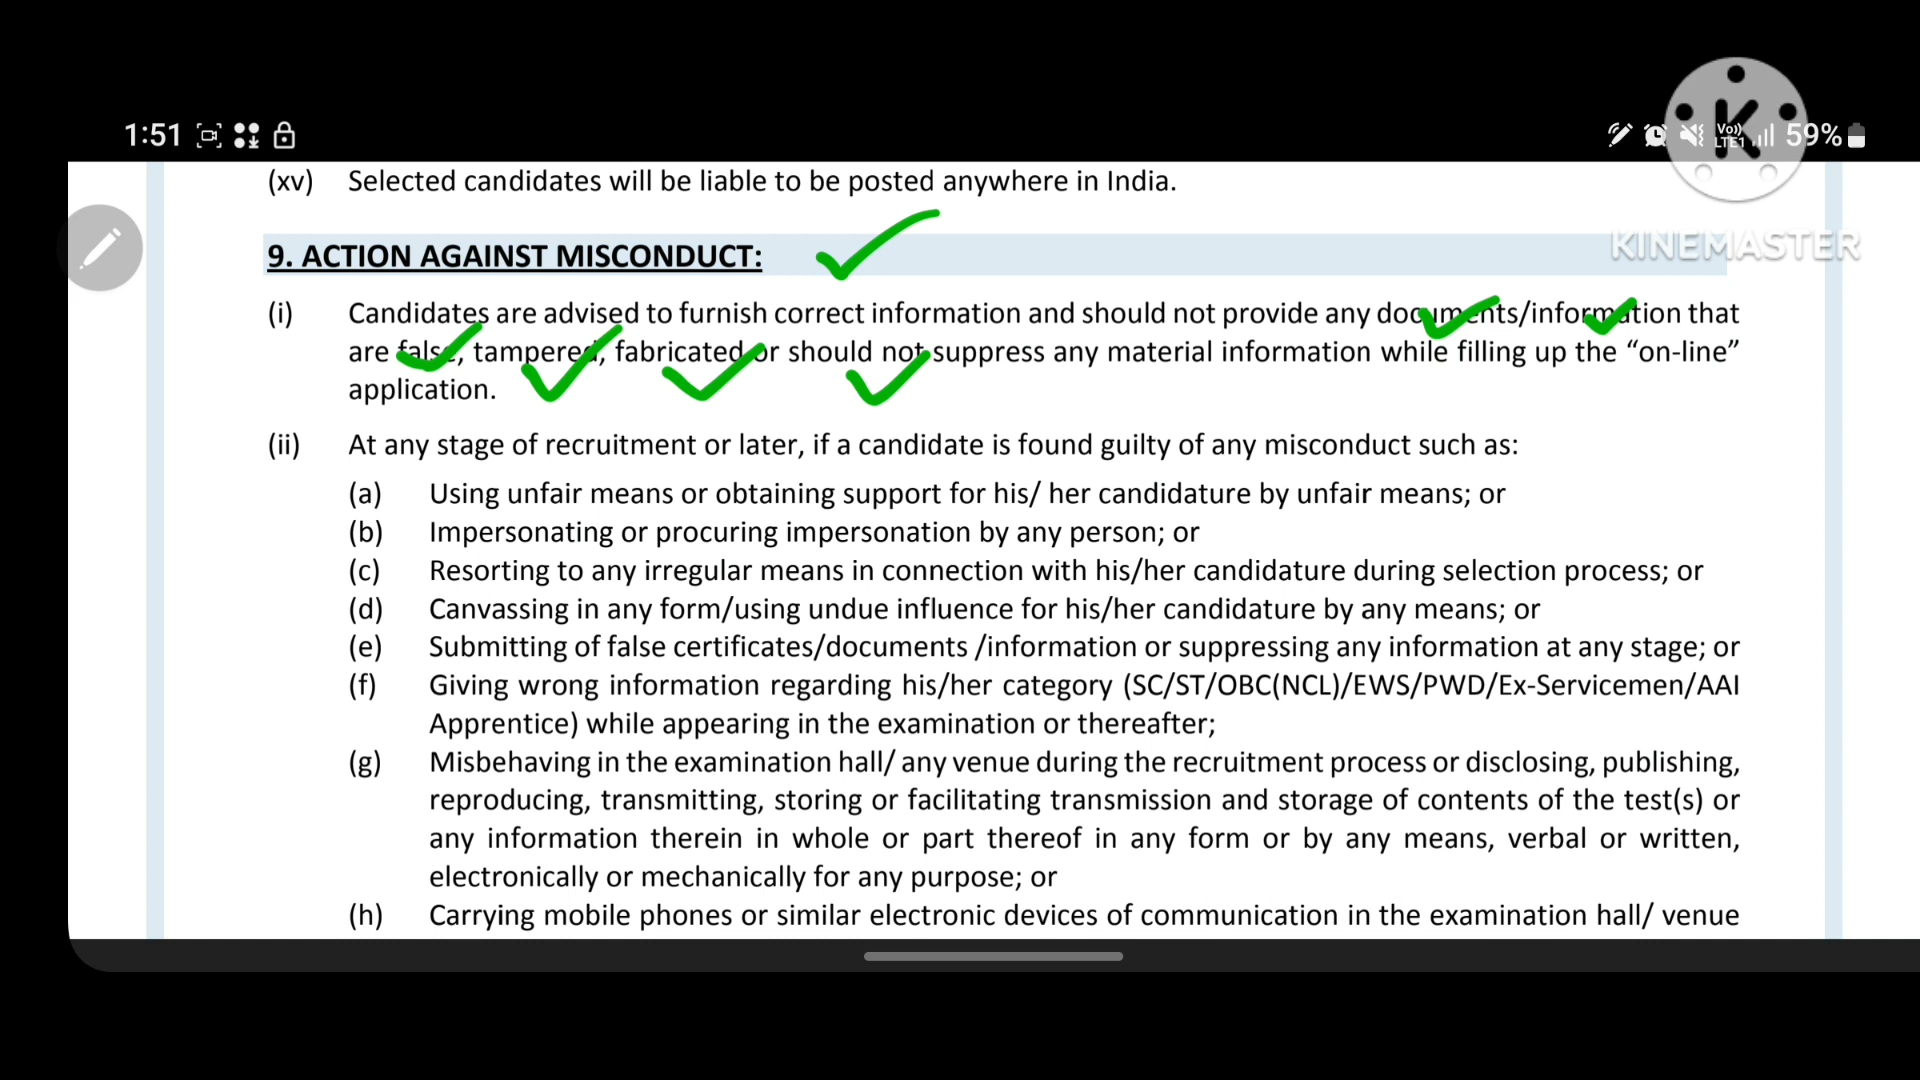 1:51
Vo)) LTE1 59%
KINEMASTER
(xv) Selected candidates will be liable to be posted anywhere in India.
9. ACTION AGAINST MISCONDUCT:
(i) Candidates are advised to furnish correct information and should not provide any documents/information that
are false, tampered, fabricated or should not suppress any material information while filling up the “on-line”
application.
(ii) At any stage of recruitment or later, if a candidate is found guilty of any misconduct such as:
(a) Using unfair means or obtaining support for his/ her candidature by unfair means; or
(b) Impersonating or procuring impersonation by any person; or
(c) Resorting to any irregular means in connection with his/her candidature during selection process; or
(d) Canvassing in any form/using undue influence for his/her candidature by any means; or
(e) Submitting of false certificates/documents /information or suppressing any information at any stage; or
(f) Giving wrong information regarding his/her category (SC/ST/OBC(NCL)/EWS/PWD/Ex-Servicemen/AAI
Apprentice) while appearing in the examination or thereafter;
(g) Misbehaving in the examination hall/ any venue during the recruitment process or disclosing, publishing,
reproducing, transmitting, storing or facilitating transmission and storage of contents of the test(s) or
any information therein in whole or part thereof in any form or by any means, verbal or written,
electronically or mechanically for any purpose; or
(h) Carrying mobile phones or similar electronic devices of communication in the examination hall/ venue